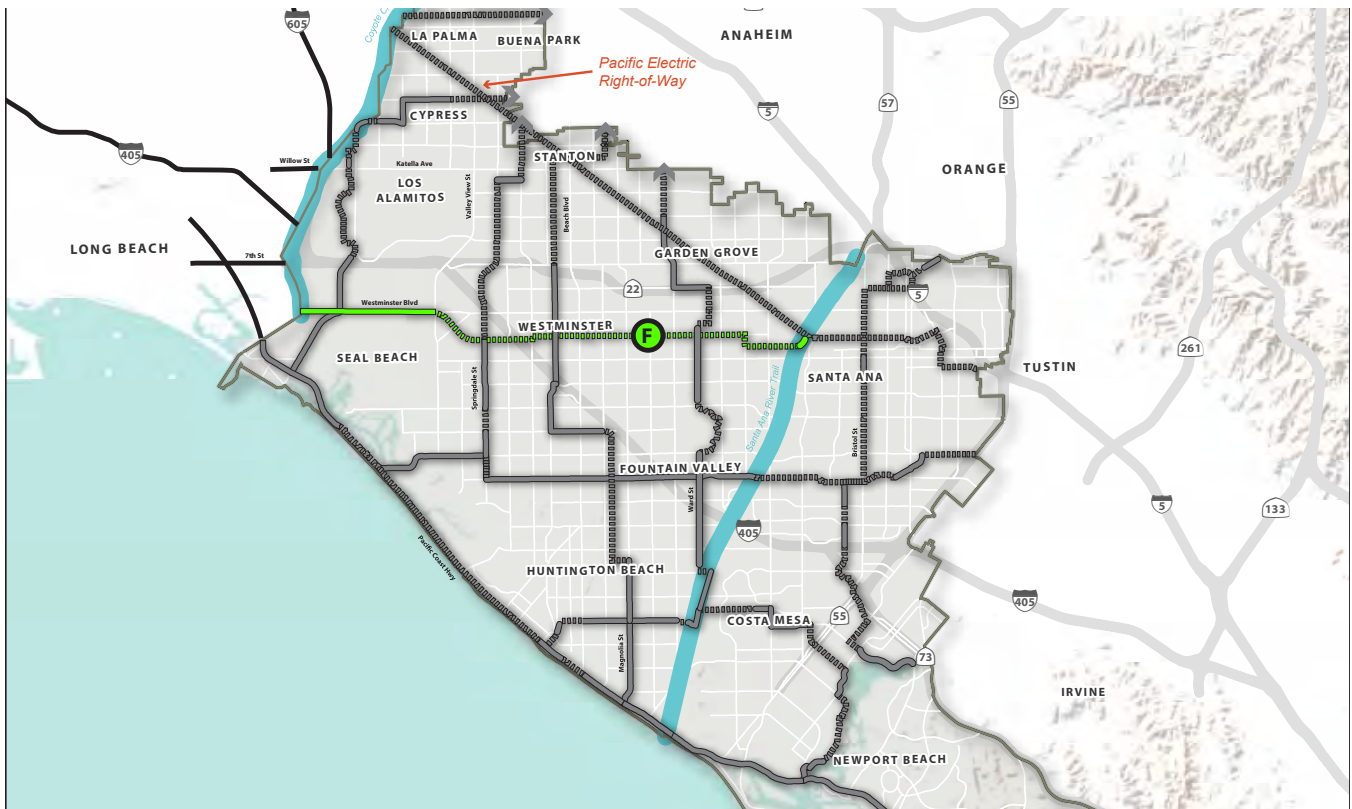 605
Coyote C
LA PALMA
BUENA PARK
ANAHEIM
Pacific Electric
Right-of-Way
5
57
55
CYPRESS
405
Willow St
Katella Ave
STANTON
ORANGE
LOS
ALAMITOS
Valley View St
Beach Blvd
LONG BEACH
7th St
GARDEN GROVE
22
5
Westminster Blvd
WESTMINSTER
F
SEAL BEACH
261
TUSTIN
Springdale St
SANTA ANA
Santa Ana River Trail
Bristol St
FOUNTAIN VALLEY
Ward St
405
5
133
Pacific Coast Hwy
HUNTINGTON BEACH
405
COSTA MESA
55
Magnolia St
73
IRVINE
NEWPORT BEACH